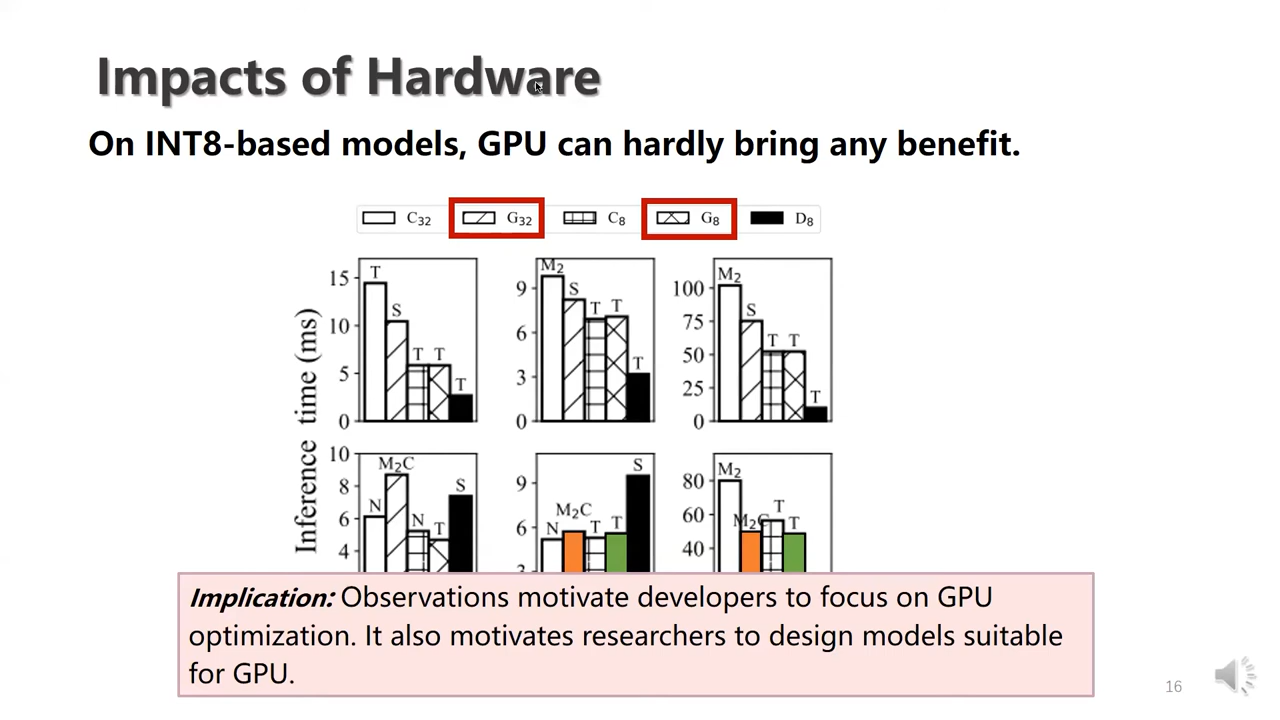 Impacts of Hardware
On INT8-based models, GPU can hardly bring any benefit.
C32 G32 C8 G8 D8
Inference time (ms)
15
10
5
0
T S T T T
9
6
3
0
M2 S T T T
100
75
50
25
0
M2 S T T T
10
8
6
4
N M2C N T S
9
6
N M2C T T S
80
60
40
M2 M2C T T
Implication: Observations motivate developers to focus on GPU
optimization. It also motivates researchers to design models suitable
for GPU.
16